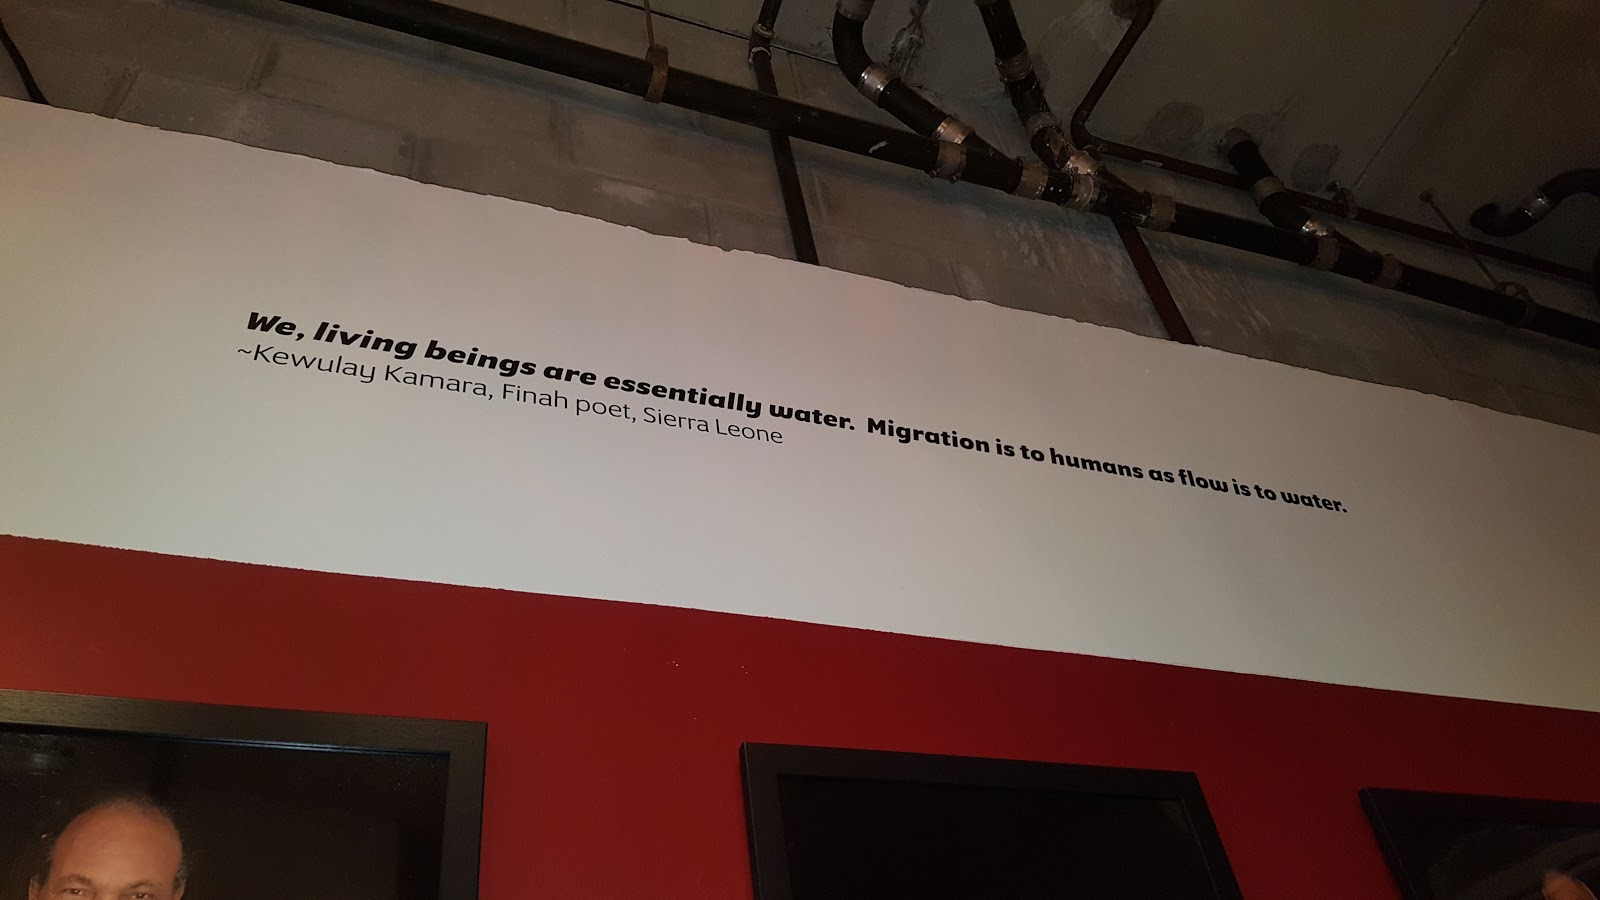 We, living beings are essentially water.  Migration is to humans as flow is to water.
~Kewulay Kamara, Finah poet, Sierra Leone